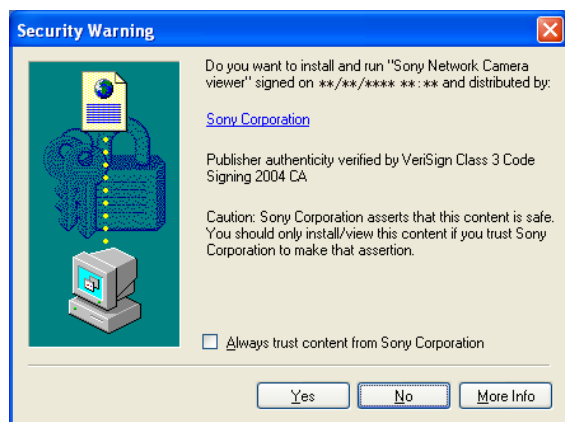 Security Warning
Do you want to install and run "Sony Network Camera
viewer" signed on **/**/**** **:** and distributed by:
Sony Corporation
Publisher authenticity verified by VeriSign Class 3 Code
Signing 2004 CA
Caution: Sony Corporation asserts that this content is safe.
You should only install/view this content if you trust Sony
Corporation to make that assertion.
Always trust content from Sony Corporation
Yes No More Info